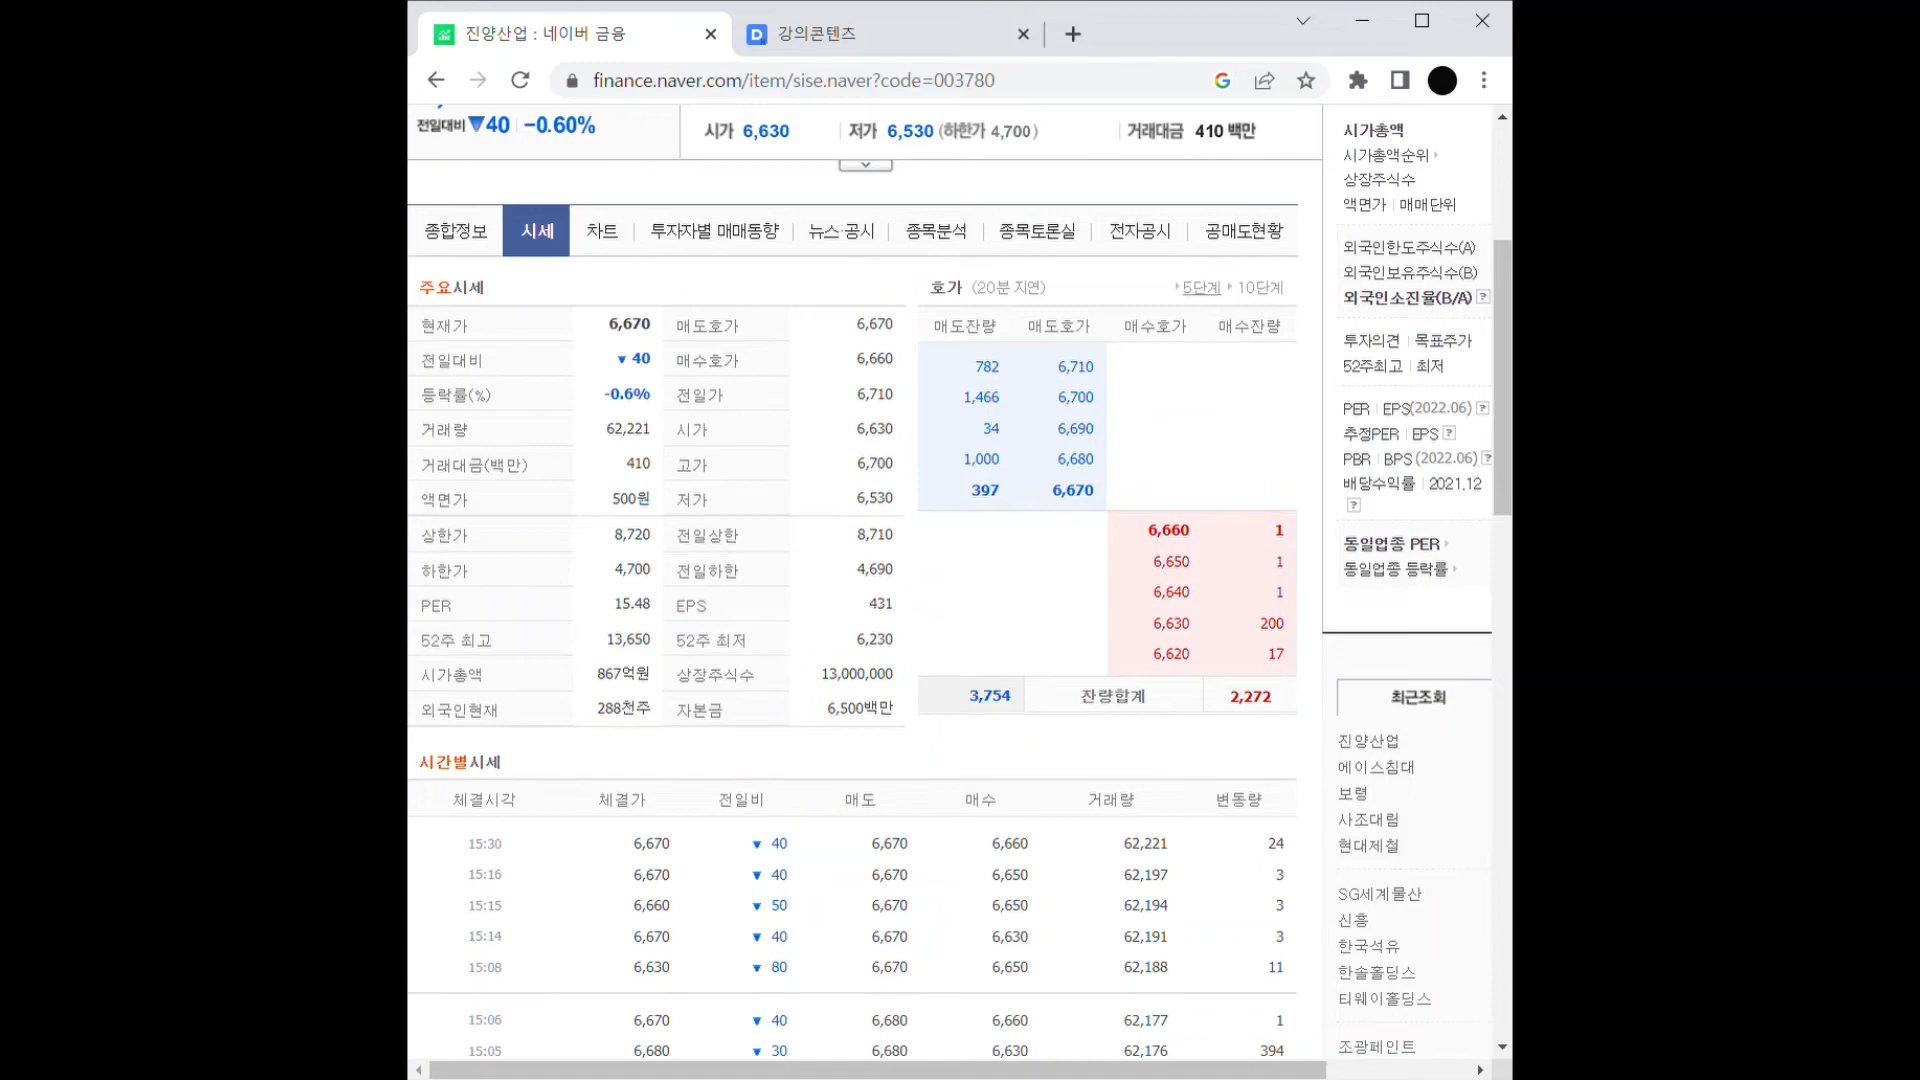 진양산업 : 네이버 금융
강의콘텐츠
finance.naver.com/item/sise.naver?code=003780
전일대비 ▼40 -0.60%
시가 6,630 저가 6,530 (하한가 4,700) 거래대금 410 백만
종합정보 시세 차트 투자자별 매매동향 뉴스·공시 종목분석 종목토론실 전자공시 공매도현황
주요시세
현재가 6,670 매도호가 6,670
전일대비 ▼ 40 매수호가 6,660
등락률(%) -0.6% 전일가 6,710
거래량 62,221 시가 6,630
거래대금(백만) 410 고가 6,700
액면가 500원 저가 6,530
상한가 8,720 전일상한 8,710
하한가 4,700 전일하한 4,690
PER 15.48 EPS 431
52주 최고 13,650 52주 최저 6,230
시가총액 867억원 상장주식수 13,000,000
외국인현재 288천주 자본금 6,500백만
호가 (20분 지연) 5단계 10단계
매도잔량 매도호가 매수호가 매수잔량
782 6,710
1,466 6,700
34 6,690
1,000 6,680
397 6,670
6,660 1
6,650 1
6,640 1
6,630 200
6,620 17
3,754 잔량합계 2,272
시간별시세
체결시각 체결가 전일비 매도 매수 거래량 변동량
15:30 6,670 ▼ 40 6,670 6,660 62,221 24
15:16 6,670 ▼ 40 6,670 6,650 62,197 3
15:15 6,660 ▼ 50 6,670 6,650 62,194 3
15:14 6,670 ▼ 40 6,670 6,630 62,191 3
15:08 6,630 ▼ 80 6,670 6,650 62,188 11
15:06 6,670 ▼ 40 6,680 6,660 62,177 1
15:05 6,680 ▼ 30 6,680 6,630 62,176 394
시가총액
시가총액순위
상장주식수
액면가 | 매매단위
외국인한도주식수(A)
외국인보유주식수(B)
외국인소진율(B/A) ?
투자의견 | 목표주가
52주최고 | 최저
PER | EPS(2022.06) ?
추정PER | EPS ?
PBR | BPS (2022.06) ?
배당수익률 | 2021.12
?
동일업종 PER
동일업종 등락률
최근조회
진양산업
에이스침대
보령
사조대림
현대제철
SG세계물산
신흥
한국석유
한솔홀딩스
티웨이홀딩스
조광페인트